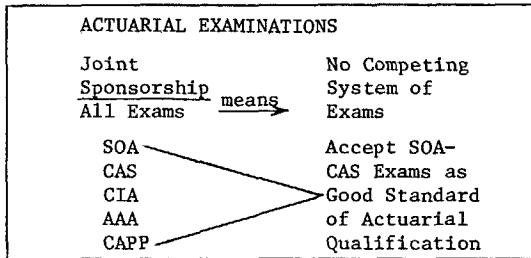 ACTUARIAL EXAMINATIONS
Joint No Competing
Sponsorship means System of
All Exams Exams
SOA Accept SOA-
CAS CAS Exams as
CIA Good Standard
AAA of Actuarial
CAPP Qualification